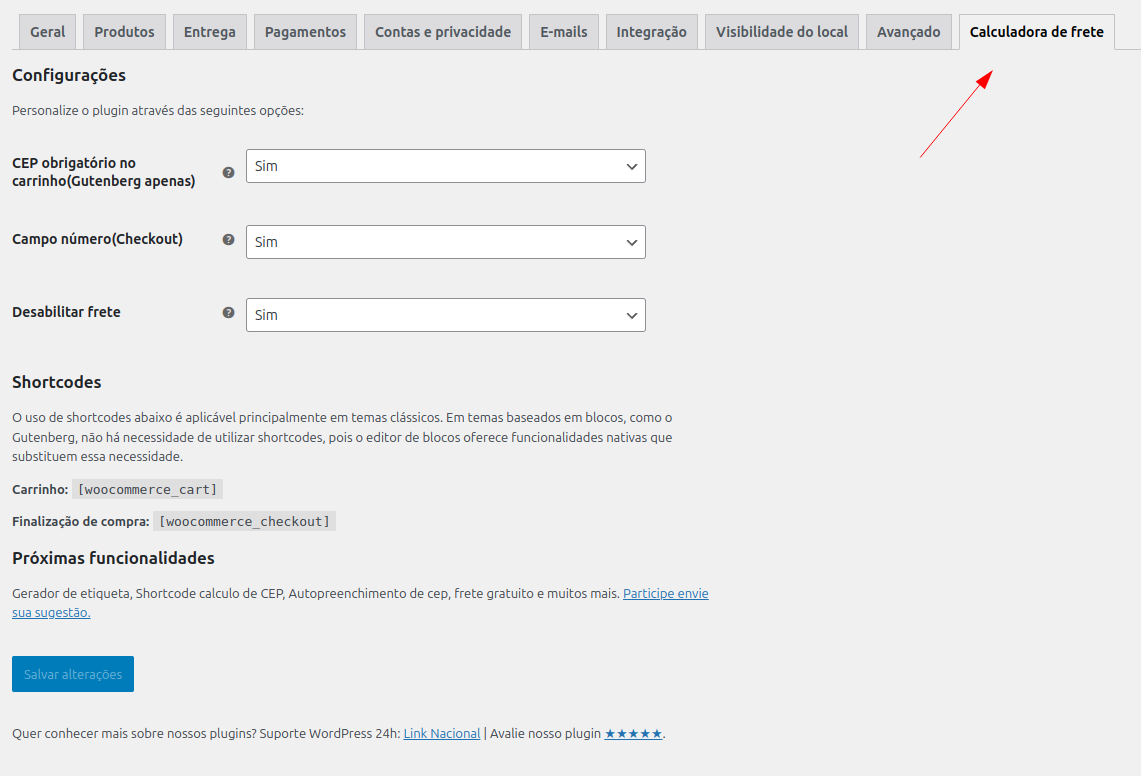 Geral Produtos Entrega Pagamentos Contas e privacidade E-mails Integração Visibilidade do local Avançado Calculadora de frete
Configurações
Personalize o plugin através das seguintes opções:
CEP obrigatório no
carrinho(Gutenberg apenas)
? Sim
Campo número(Checkout) ? Sim
Desabilitar frete ? Sim
Shortcodes
O uso de shortcodes abaixo é aplicável principalmente em temas clássicos. Em temas baseados em blocos, como o
Gutenberg, não há necessidade de utilizar shortcodes, pois o editor de blocos oferece funcionalidades nativas que
substituem essa necessidade.
Carrinho: [woocommerce_cart]
Finalização de compra: [woocommerce_checkout]
Próximas funcionalidades
Gerador de etiqueta, Shortcode calculo de CEP, Autopreenchimento de cep, frete gratuito e muitos mais. Participe envie
sua sugestão.
Salvar alterações
Quer conhecer mais sobre nossos plugins? Suporte WordPress 24h: Link Nacional | Avalie nosso plugin ★★★★★.